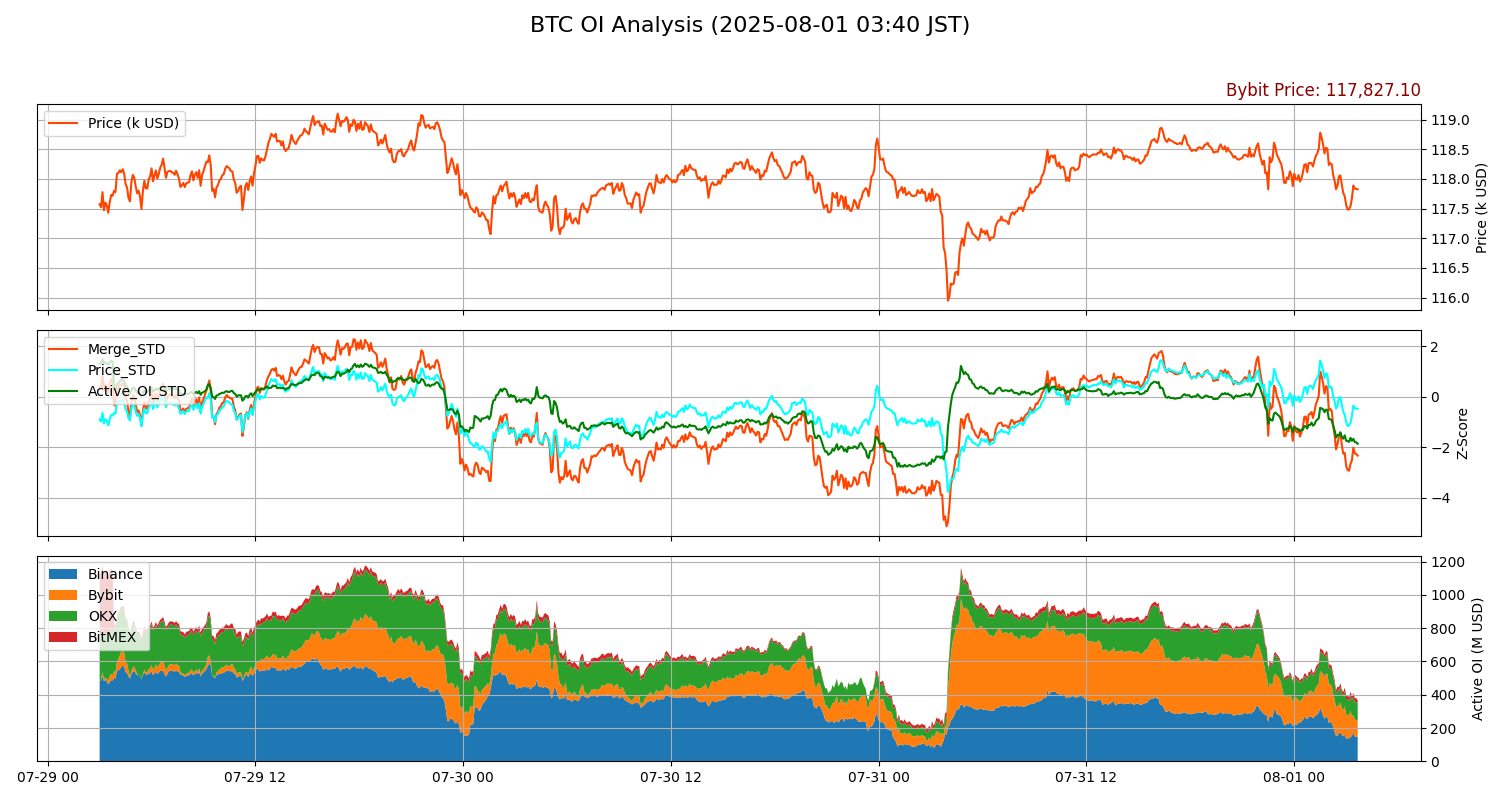 BTC OI Analysis (2025-08-01 03:40 JST)
Bybit Price: 117,827.10
Price (k USD)
119.0
118.5
118.0
117.5
117.0
116.5
116.0
Price (k USD)
Merge_STD
Price_STD
Active_OI_STD
2
0
−2
−4
Z-Score
Binance
Bybit
OKX
BitMEX
1200
1000
800
600
400
200
0
Active OI (M USD)
07-29 00
07-29 12
07-30 00
07-30 12
07-31 00
07-31 12
08-01 00